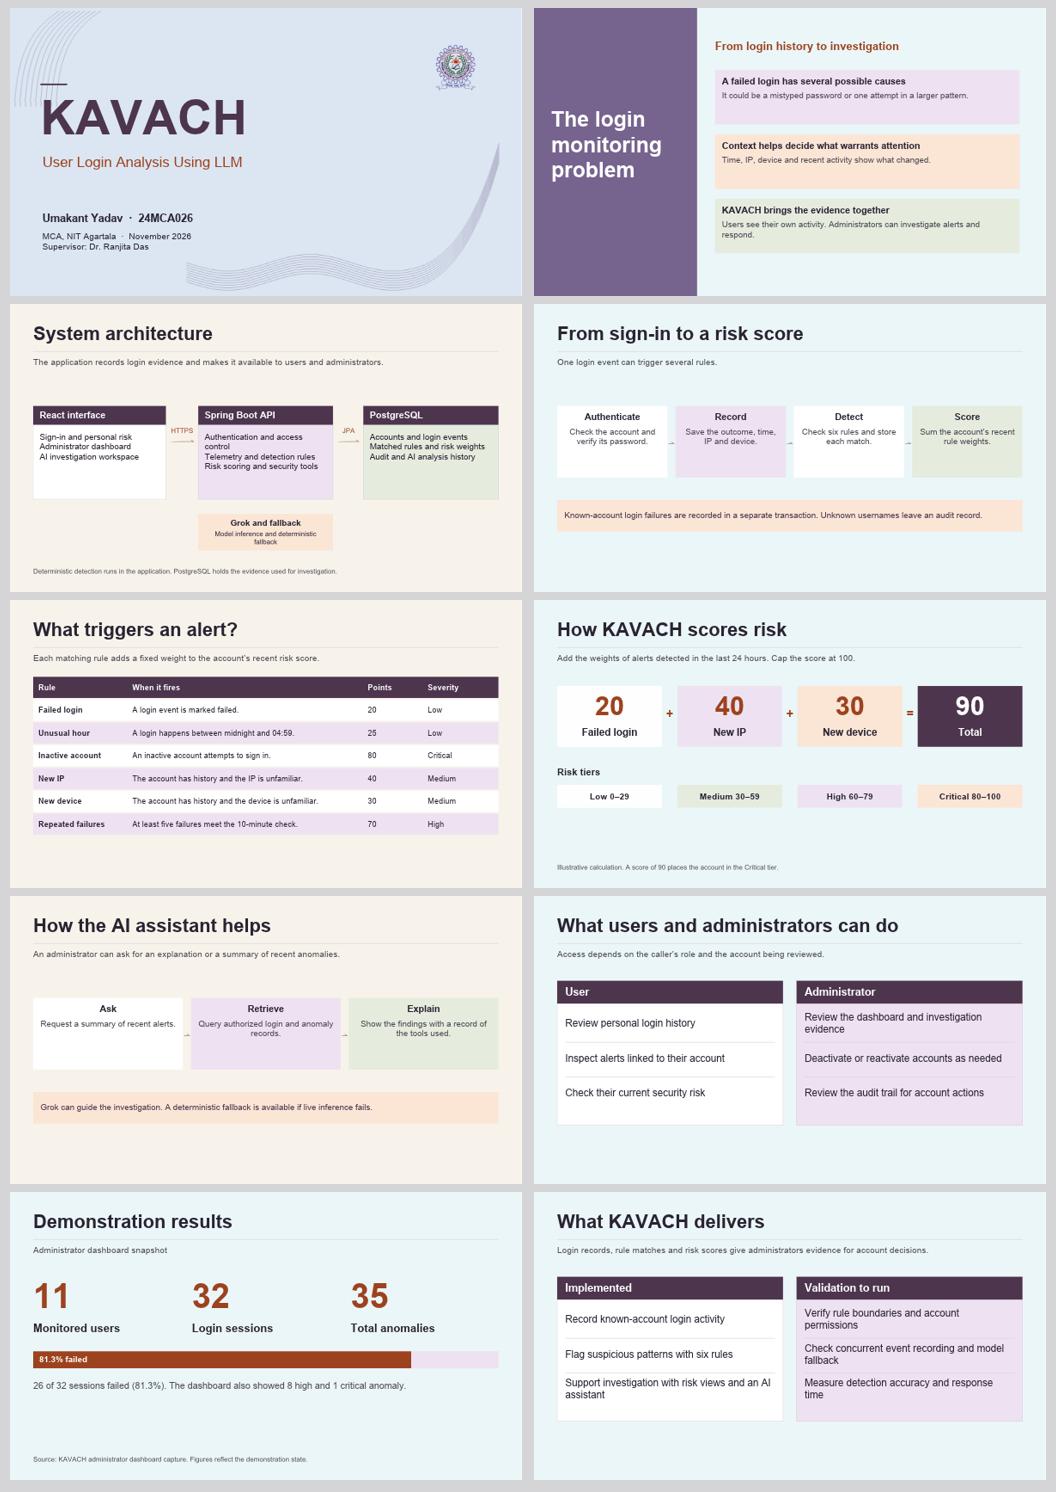 KAVACH
User Login Analysis Using LLM
Umakant Yadav · 24MCA026
MCA, NIT Agartala · November 2026
Supervisor: Dr. Ranjita Das
The login
monitoring
problem
From login history to investigation
A failed login has several possible causes
It could be a mistyped password or one attempt in a larger pattern.
Context helps decide what warrants attention
Time, IP, device and recent activity show what changed.
KAVACH brings the evidence together
Users see their own activity. Administrators can investigate alerts and
respond.
System architecture
The application records login evidence and makes it available to users and administrators.
React interface
Sign-in and personal risk
Administrator dashboard
AI investigation workspace
HTTPS
Spring Boot API
Authentication and access
control
Telemetry and detection rules
Risk scoring and security tools
JPA
PostgreSQL
Accounts and login events
Matched rules and risk weights
Audit and AI analysis history
Grok and fallback
Model inference and deterministic
fallback
Deterministic detection runs in the application. PostgreSQL holds the evidence used for investigation.
From sign-in to a risk score
One login event can trigger several rules.
Authenticate
Check the account and
verify its password.
Record
Save the outcome, time,
IP and device.
Detect
Check six rules and store
each match.
Score
Sum the account's recent
rule weights.
Known-account login failures are recorded in a separate transaction. Unknown usernames leave an audit record.
What triggers an alert?
Each matching rule adds a fixed weight to the account's recent risk score.
Rule When it fires Points Severity
Failed login A login event is marked failed. 20 Low
Unusual hour A login happens between midnight and 04:59. 25 Low
Inactive account An inactive account attempts to sign in. 80 Critical
New IP The account has history and the IP is unfamiliar. 40 Medium
New device The account has history and the device is unfamiliar. 30 Medium
Repeated failures At least five failures meet the 10-minute check. 70 High
How KAVACH scores risk
Add the weights of alerts detected in the last 24 hours. Cap the score at 100.
20 + 40 + 30 = 90
Failed login New IP New device Total
Risk tiers
Low 0–29 Medium 30–59 High 60–79 Critical 80–100
Illustrative calculation. A score of 90 places the account in the Critical tier.
How the AI assistant helps
An administrator can ask for an explanation or a summary of recent anomalies.
Ask
Request a summary of recent alerts.
Retrieve
Query authorized login and anomaly
records.
Explain
Show the findings with a record of
the tools used.
Grok can guide the investigation. A deterministic fallback is available if live inference fails.
What users and administrators can do
Access depends on the caller's role and the account being reviewed.
User
Review personal login history
Inspect alerts linked to their account
Check their current security risk
Administrator
Review the dashboard and investigation
evidence
Deactivate or reactivate accounts as needed
Review the audit trail for account actions
Demonstration results
Administrator dashboard snapshot
11 32 35
Monitored users Login sessions Total anomalies
81.3% failed
26 of 32 sessions failed (81.3%). The dashboard also showed 8 high and 1 critical anomaly.
Source: KAVACH administrator dashboard capture. Figures reflect the demonstration state.
What KAVACH delivers
Login records, rule matches and risk scores give administrators evidence for account decisions.
Implemented
Record known-account login activity
Flag suspicious patterns with six rules
Support investigation with risk views and an AI
assistant
Validation to run
Verify rule boundaries and account
permissions
Check concurrent event recording and model
fallback
Measure detection accuracy and response
time